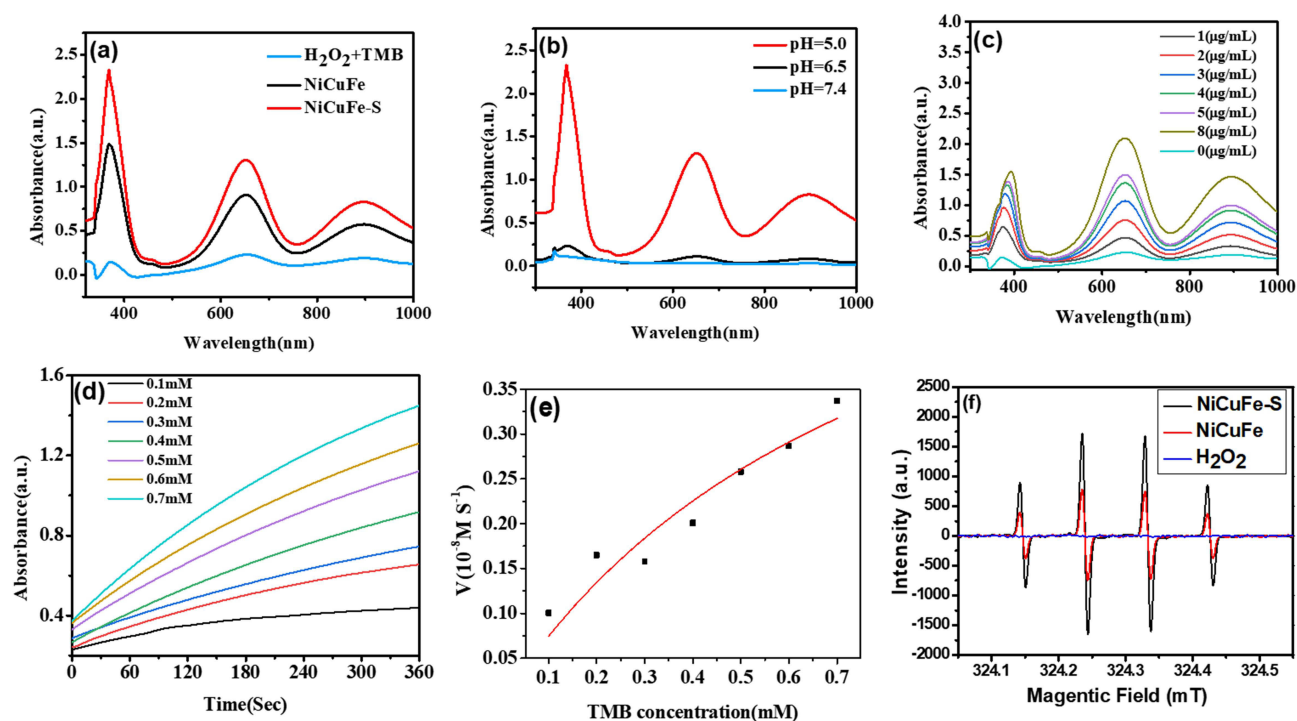 (a)
H₂O₂+TMB
NiCuFe
NiCuFe-S
2.5
2.0
1.5
1.0
0.5
0.0
Absorbance(a.u.)
400 600 800 1000
Wavelength(nm)
(b)
pH=5.0
pH=6.5
pH=7.4
2.5
2.0
1.5
1.0
0.5
0.0
Absorbance(a.u.)
400 600 800 1000
Wavelength(nm)
(c)
1(μg/mL)
2(μg/mL)
3(μg/mL)
4(μg/mL)
5(μg/mL)
8(μg/mL)
0(μg/mL)
4.0
3.5
3.0
2.5
2.0
1.5
1.0
0.5
0.0
Absorbance(a.u.)
400 600 800 1000
Wavelength(nm)
(d)
0.1mM
0.2mM
0.3mM
0.4mM
0.5mM
0.6mM
0.7mM
1.6
1.2
0.8
0.4
Absorbance(a.u.)
0 60 120 180 240 300 360
Time(Sec)
(e)
0.35
0.30
0.25
0.20
0.15
0.10
0.05
V(10⁻⁸M S⁻¹)
0.1 0.2 0.3 0.4 0.5 0.6 0.7
TMB concentration(mM)
(f)
NiCuFe-S
NiCuFe
H₂O₂
2500
2000
1500
1000
500
0
-500
-1000
-1500
-2000
Intensity (a.u.)
324.1 324.2 324.3 324.4 324.5
Magentic Field (mT)